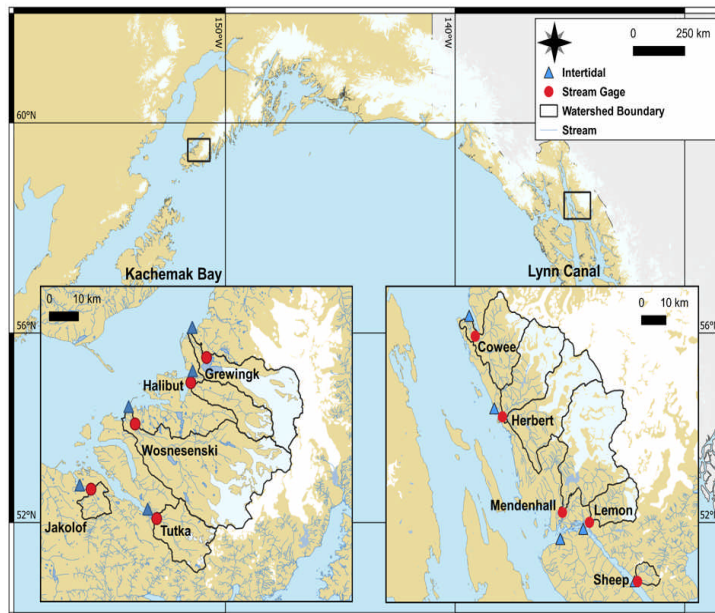 150°W
140°W
0 250 km
Intertidal
Stream Gage
Watershed Boundary
Stream
60°N
Kachemak Bay
Lynn Canal
0 10 km
Grewingk
Halibut
Wosnesenski
Jakolof
Tutka
0 10 km
Cowee
Herbert
Mendenhall
Lemon
Sheep
56°N
56°N
52°N
52°N